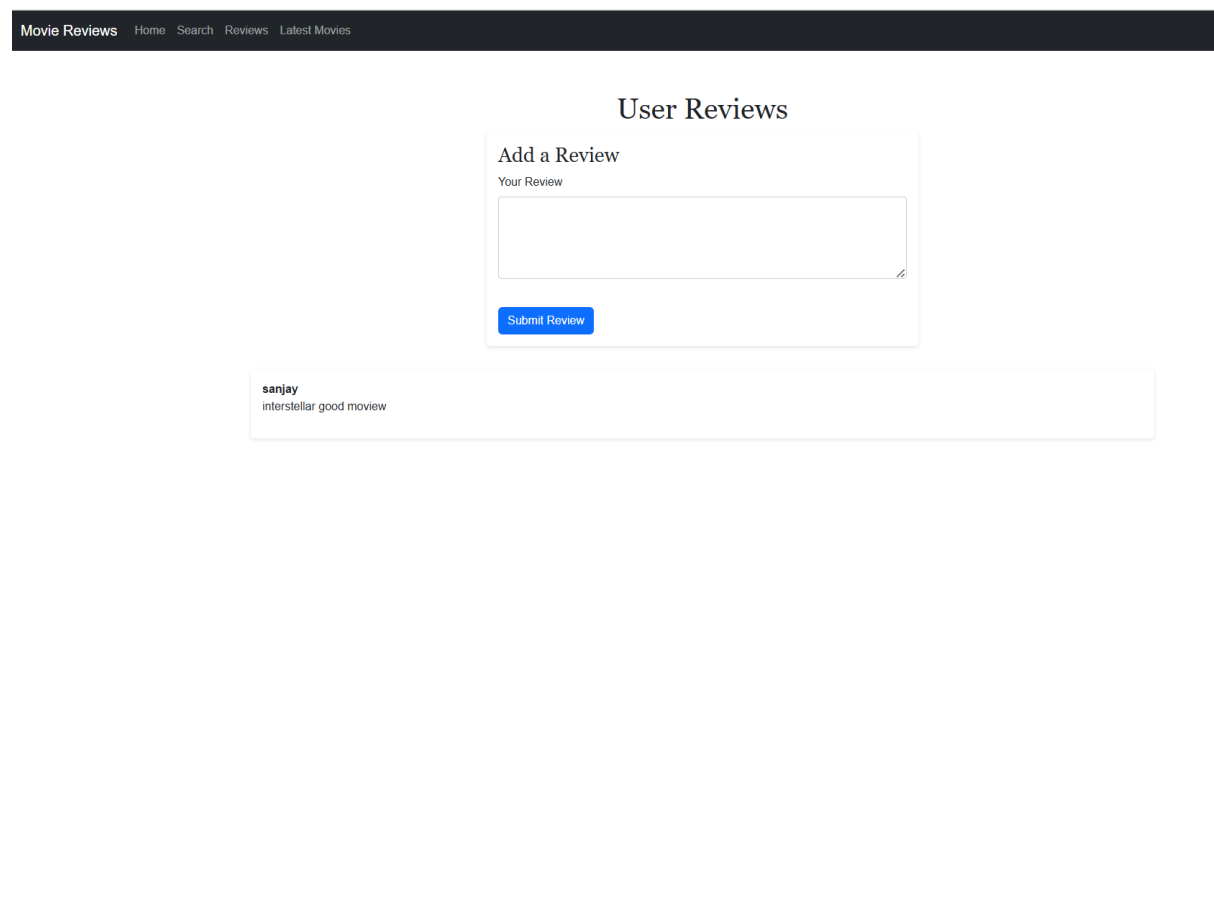 Movie Reviews Home Search Reviews Latest Movies
User Reviews
Add a Review
Your Review
Submit Review
sanjay
interstellar good moview